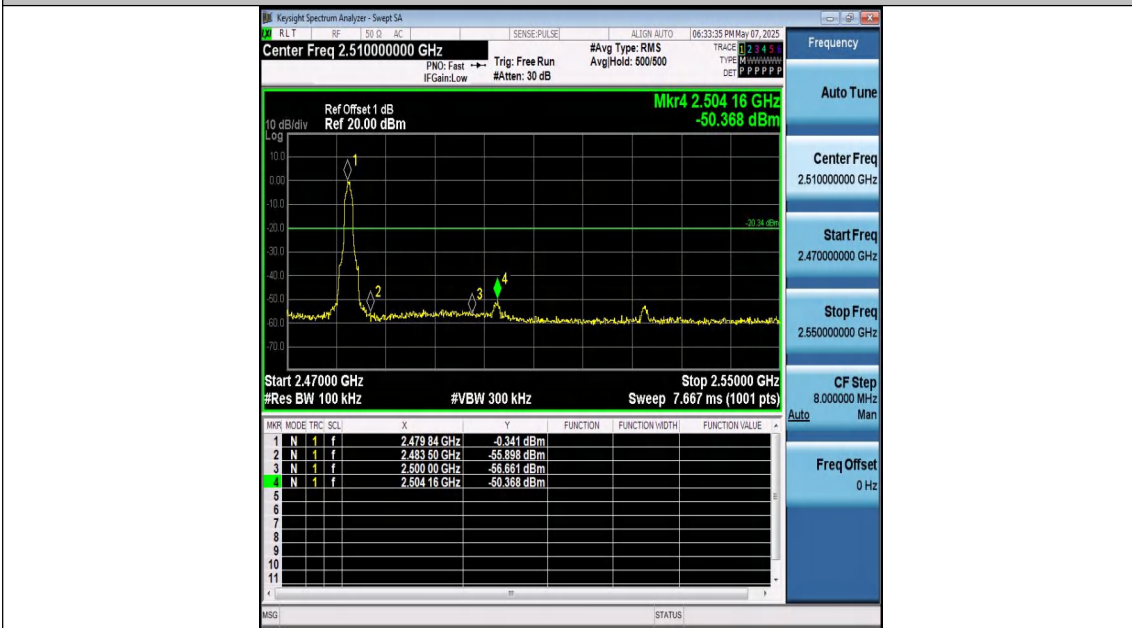 Keysight Spectrum Analyzer - Swept SA
RLT RF 50 Ω AC SENSE:PULSE ALIGN AUTO 06:33:35 PM May 07, 2025
Center Freq 2.510000000 GHz
PNO: Fast
IFGain:Low
Trig: Free Run
#Atten: 30 dB
#Avg Type: RMS
Avg|Hold: 500/500
TRACE 1 2 3 4 5 6
TYPE M WWWWW
DET P P P P P P
Frequency
Auto Tune
Center Freq
2.510000000 GHz
Start Freq
2.470000000 GHz
Stop Freq
2.550000000 GHz
CF Step
8.000000 MHz
Auto Man
Freq Offset
0 Hz
Mkr4 2.504 16 GHz
-50.368 dBm
Ref Offset 1 dB
10 dB/div Ref 20.00 dBm
Log
10.0
0.00
-10.0
-20.0
-30.0
-40.0
-50.0
-60.0
-70.0
1
2
3
4
-20.34 dBm
Start 2.47000 GHz Stop 2.55000 GHz
#Res BW 100 kHz #VBW 300 kHz Sweep 7.667 ms (1001 pts)
MKR MODE TRC SCL X Y FUNCTION FUNCTION WIDTH FUNCTION VALUE
1 N 1 f 2.479 84 GHz -0.341 dBm
2 N 1 f 2.483 50 GHz -55.898 dBm
3 N 1 f 2.500 00 GHz -56.661 dBm
4 N 1 f 2.504 16 GHz -50.368 dBm
5
6
7
8
9
10
11
MSG STATUS